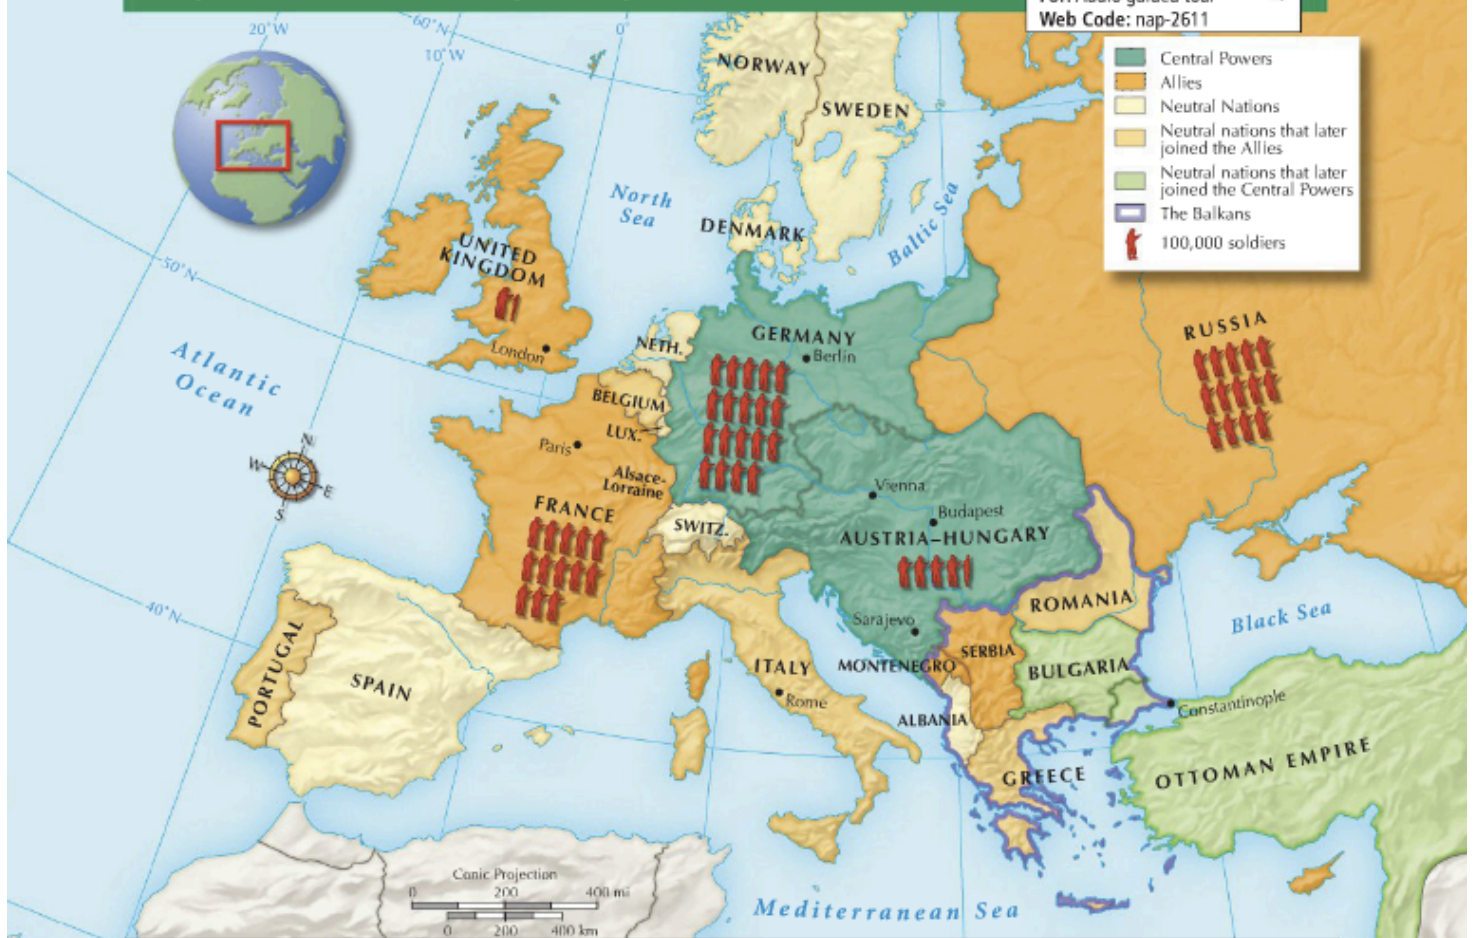 Web Code: nap-2611
Central Powers
Allies
Neutral Nations
Neutral nations that later
joined the Allies
Neutral nations that later
joined the Central Powers
The Balkans
100,000 soldiers
20°W
60°N
10°W
0°
NORWAY
SWEDEN
North
Sea
DENMARK
Baltic Sea
UNITED
KINGDOM
50°N
London
NETH.
GERMANY
Berlin
RUSSIA
Atlantic
Ocean
BELGIUM
LUX.
Paris
Alsace-
Lorraine
N
W
E
S
FRANCE
SWITZ.
Vienna
Budapest
AUSTRIA–HUNGARY
40°N
ROMANIA
Black Sea
Sarajevo
SERBIA
PORTUGAL
SPAIN
ITALY
Rome
MONTENEGRO
BULGARIA
Constantinople
ALBANIA
GREECE
OTTOMAN EMPIRE
Conic Projection
0 200 400 mi
0 200 400 km
Mediterranean Sea